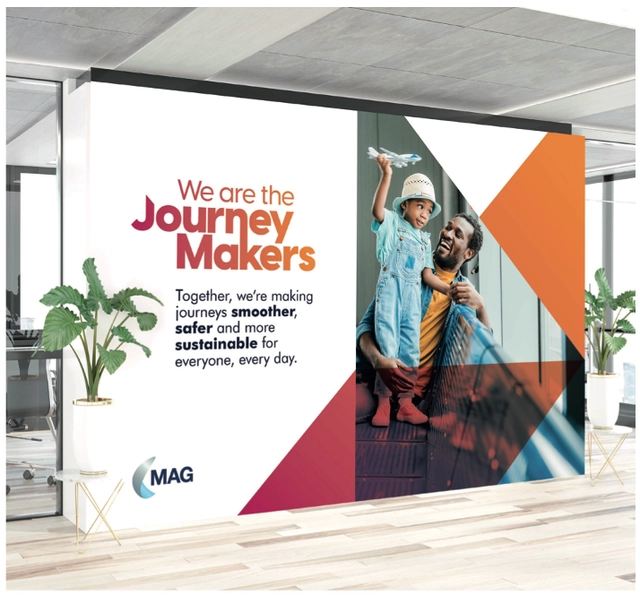 We are the
Journey
Makers
Together, we're making
journeys smoother,
safer and more
sustainable for
everyone, every day.
MAG